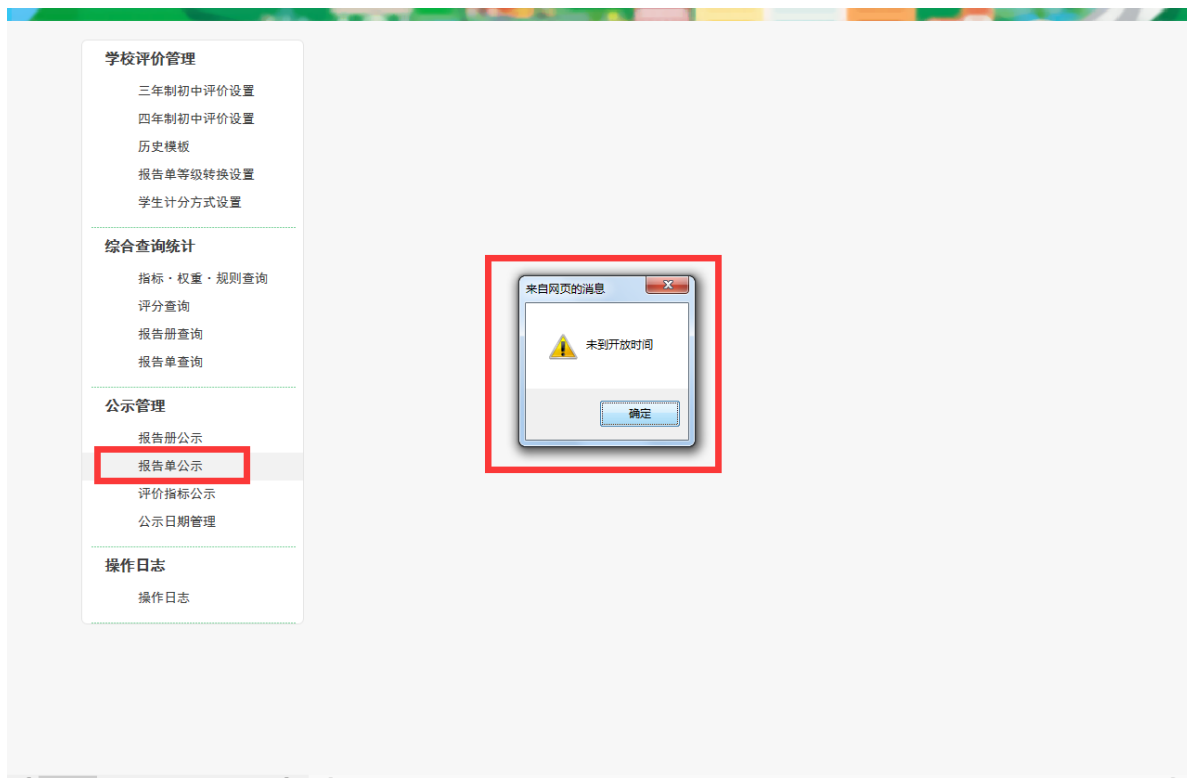 学校评价管理
三年制初中评价设置
四年制初中评价设置
历史模板
报告单等级转换设置
学生计分方式设置
综合查询统计
指标·权重·规则查询
评分查询
报告册查询
报告单查询
公示管理
报告册公示
报告单公示
评价指标公示
公示日期管理
操作日志
操作日志
来自网页的消息
未到开放时间
确定